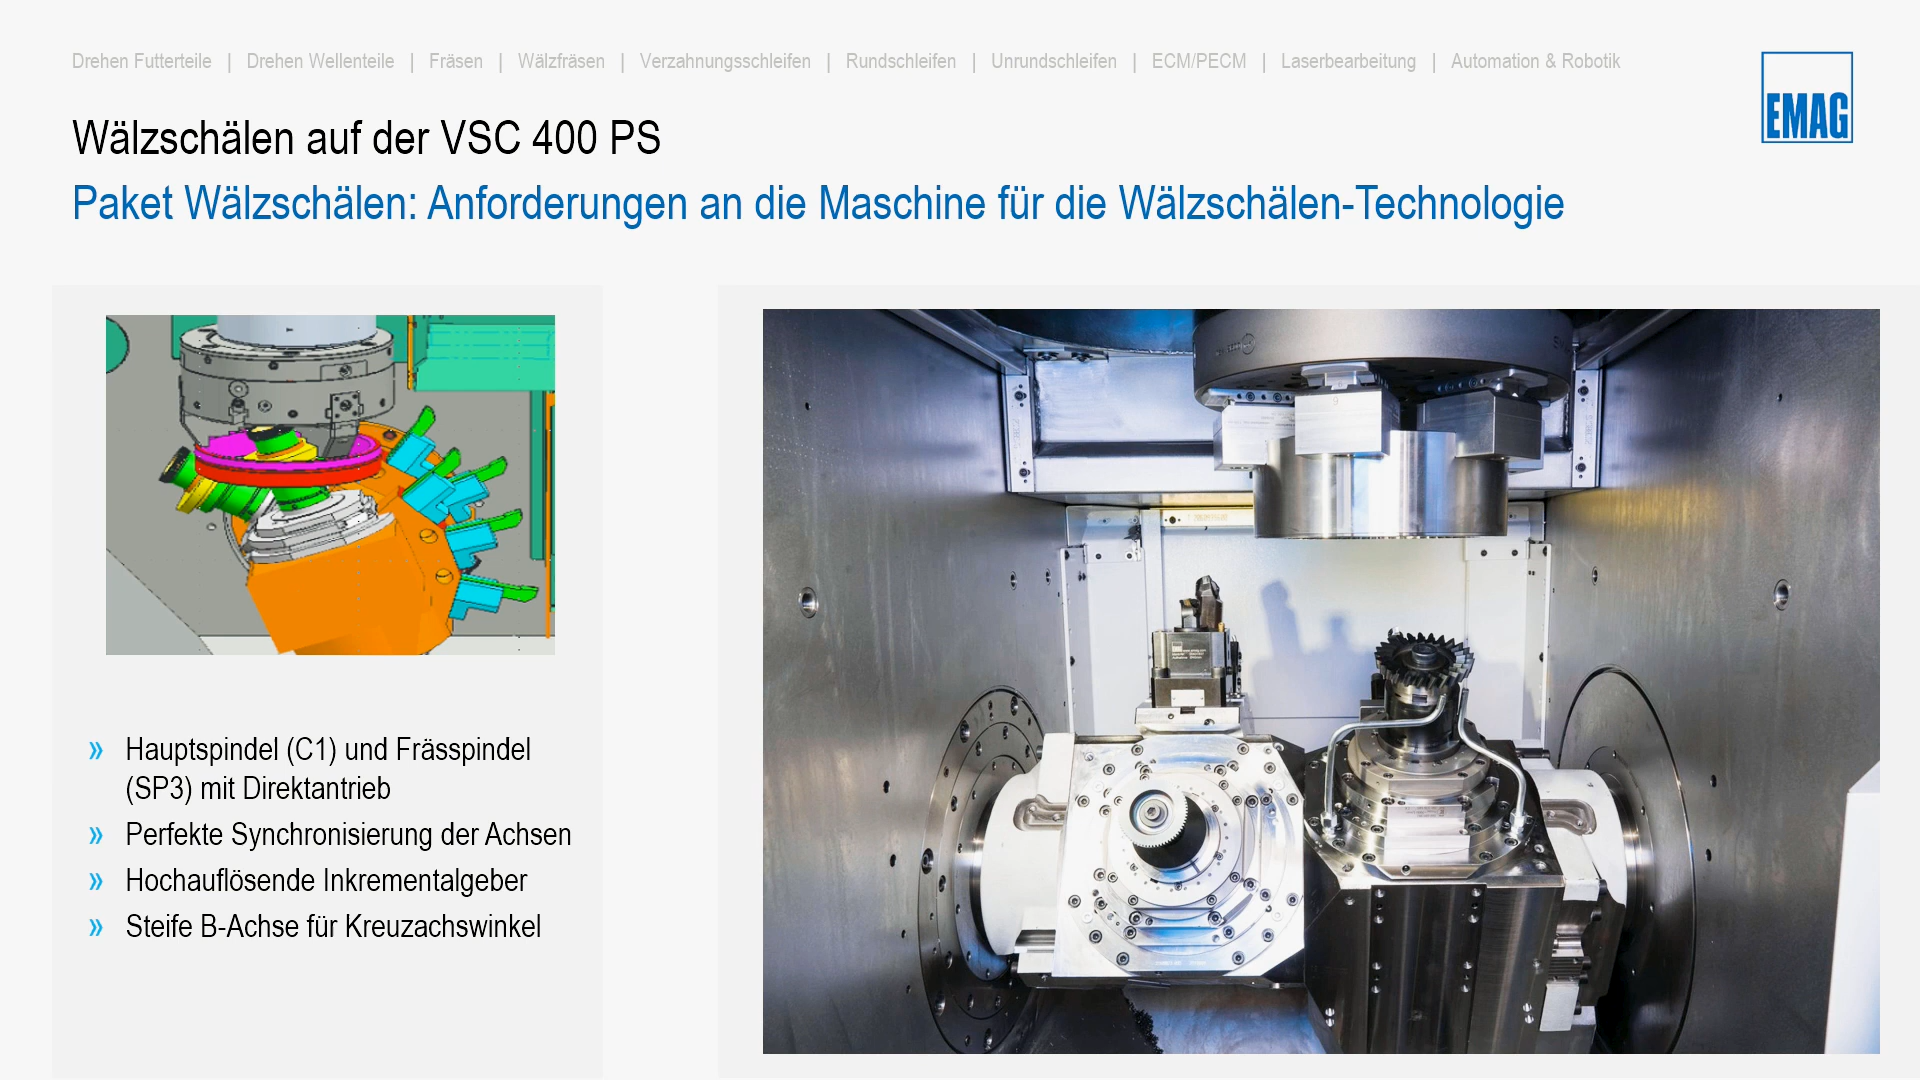 Drehen Futterteile | Drehen Wellenteile | Fräsen | Wälzfräsen | Verzahnungsschleifen | Rundschleifen | Unrundschleifen | ECM/PECM | Laserbearbeitung | Automation & Robotik
EMAG
Wälzschälen auf der VSC 400 PS
Paket Wälzschälen: Anforderungen an die Maschine für die Wälzschälen-Technologie
» Hauptspindel (C1) und Frässpindel
(SP3) mit Direktantrieb
» Perfekte Synchronisierung der Achsen
» Hochauflösende Inkrementalgeber
» Steife B-Achse für Kreuzachswinkel